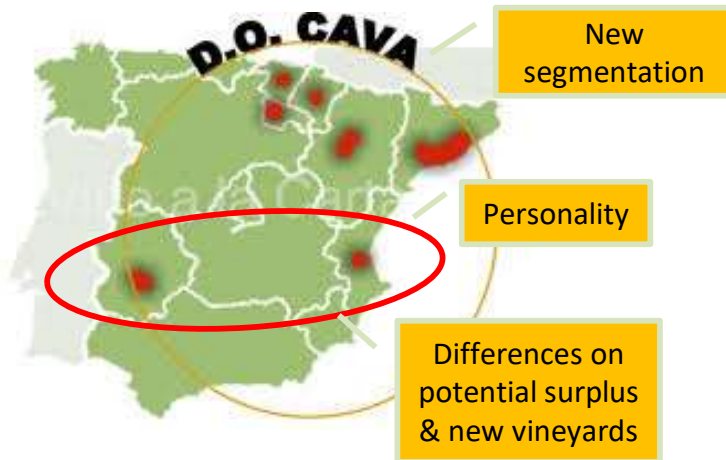 D.O. CAVA
New
segmentation
Personality
Differences on
potential surplus
& new vineyards